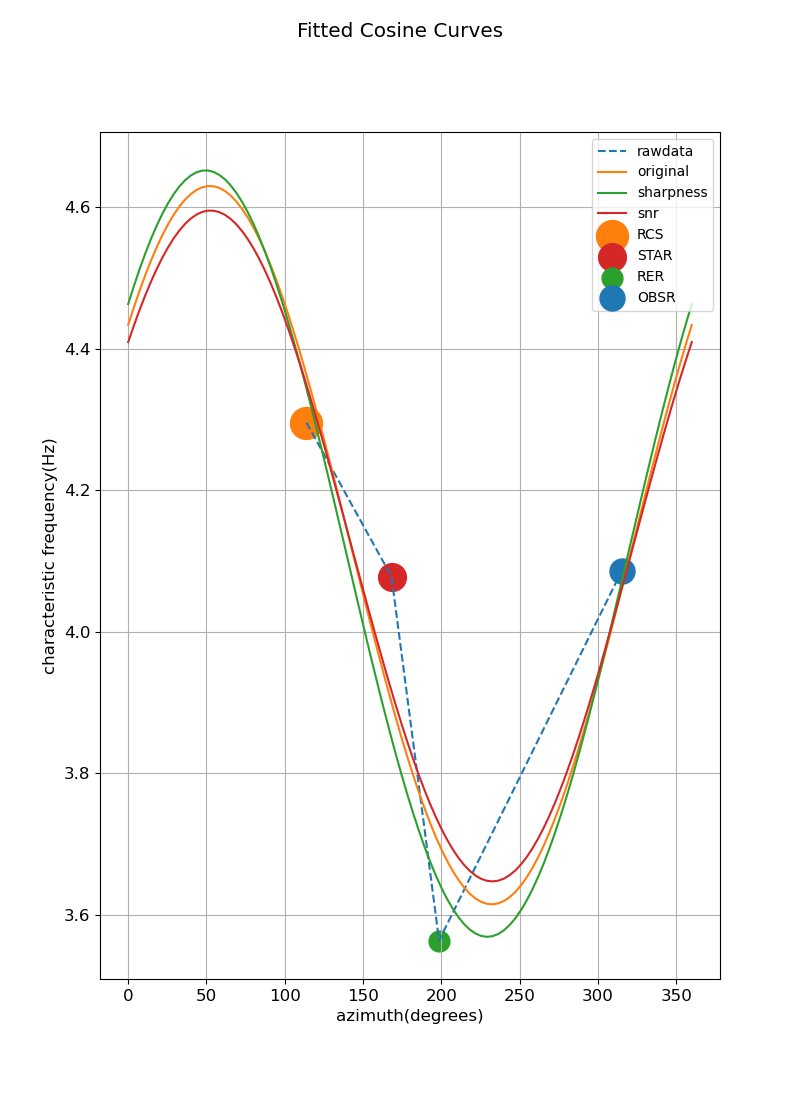 Fitted Cosine Curves
rawdata
original
sharpness
snr
RCS
STAR
RER
OBSR
4.6
4.4
4.2
4.0
3.8
3.6
characteristic frequency(Hz)
0 50 100 150 200 250 300 350
azimuth(degrees)